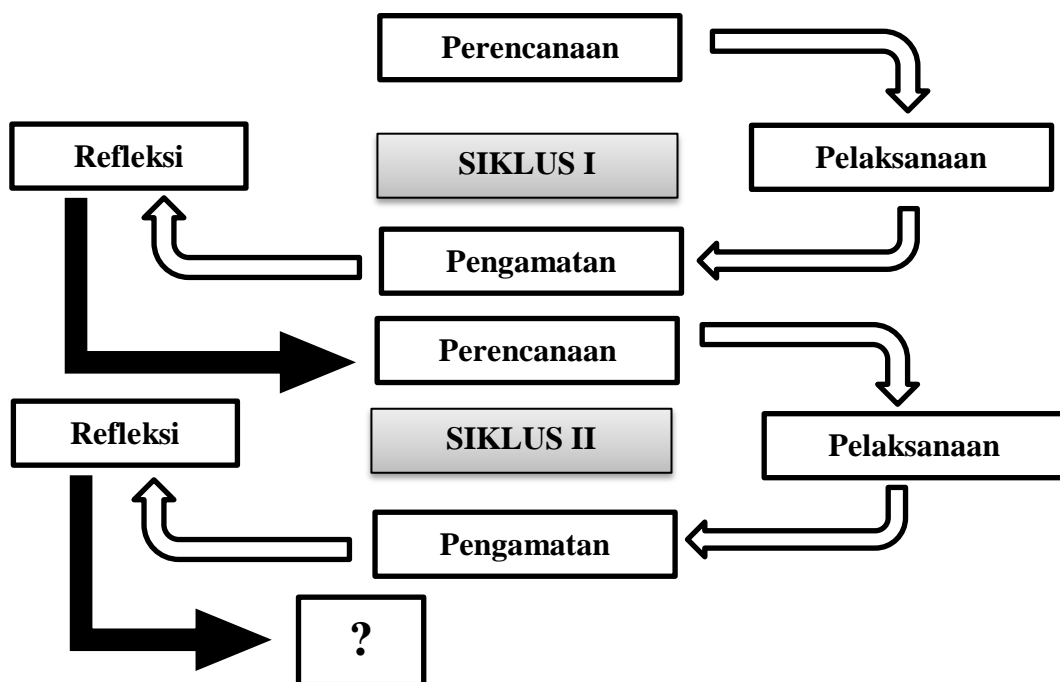 Perencanaan
Refleksi
SIKLUS I
Pelaksanaan
Pengamatan
Perencanaan
Refleksi
SIKLUS II
Pelaksanaan
Pengamatan
?